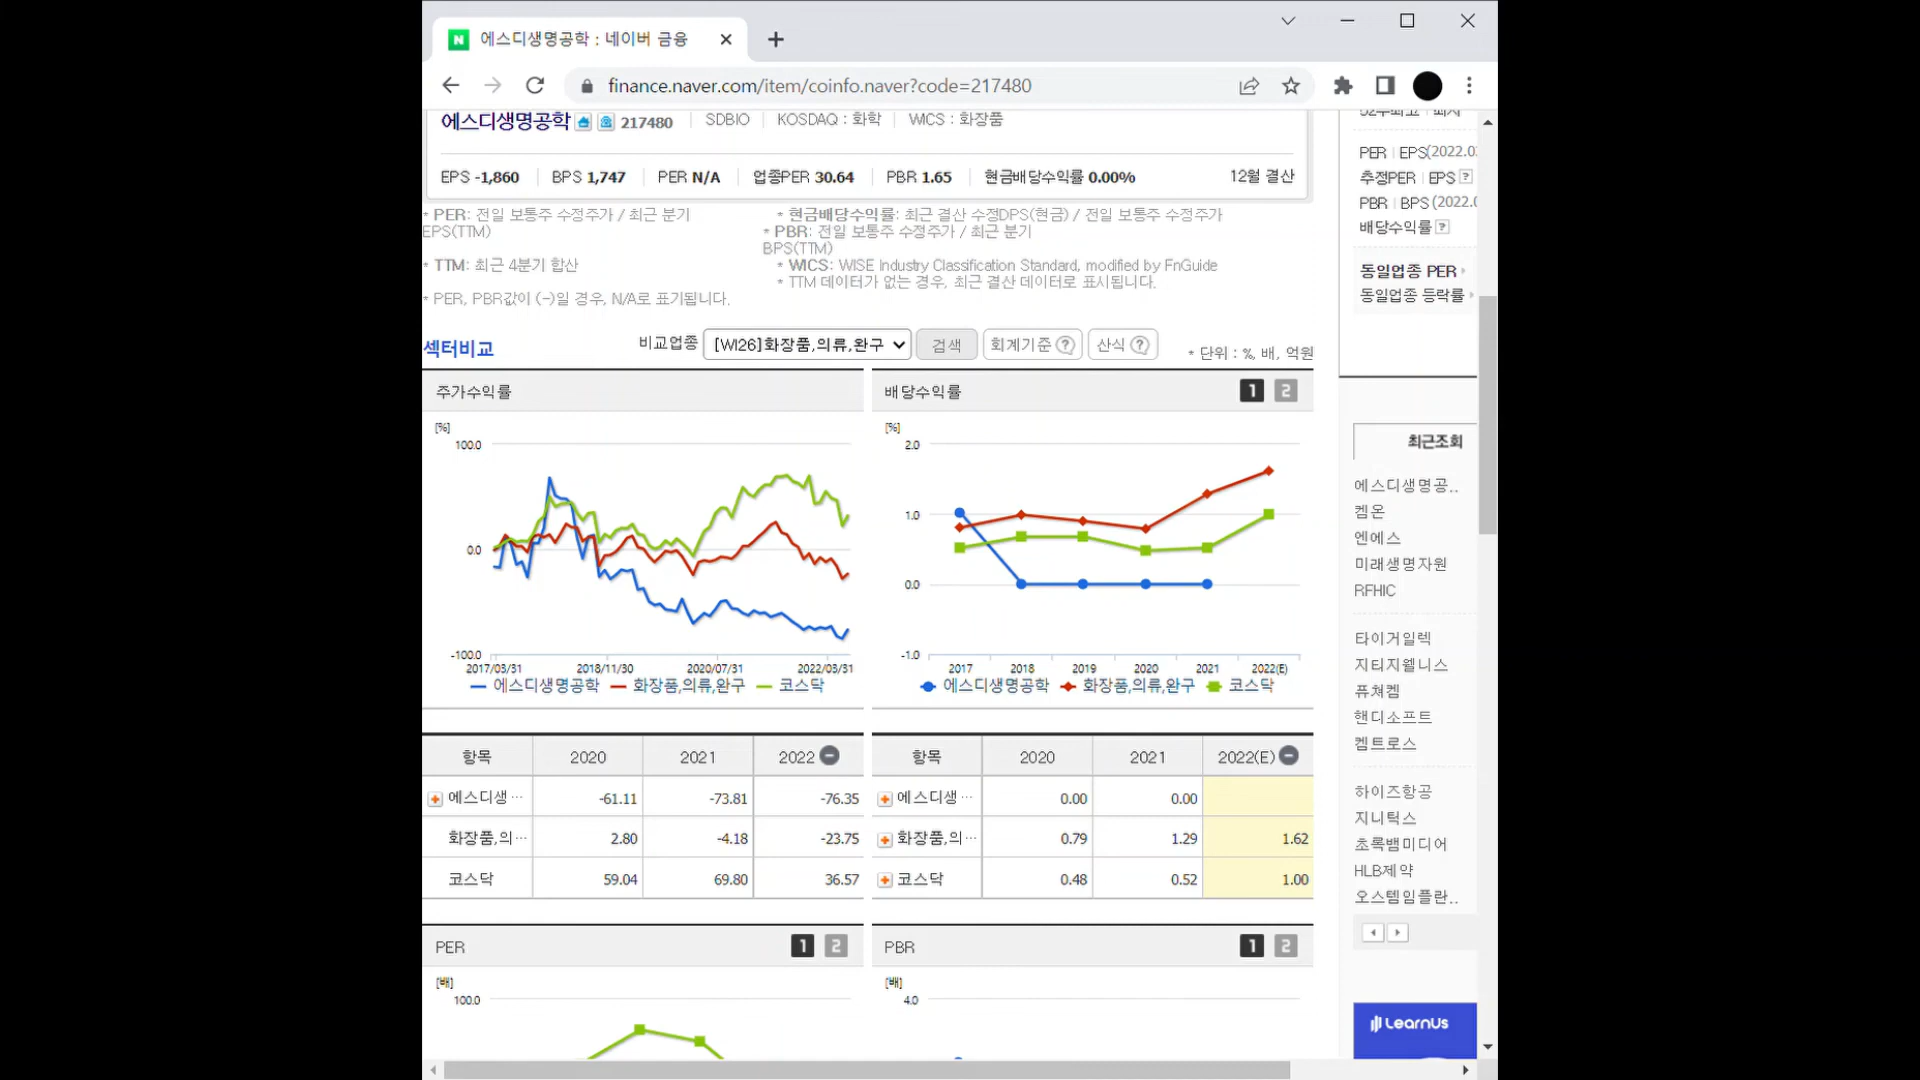 에스디생명공학 : 네이버 금융
finance.naver.com/item/coinfo.naver?code=217480
에스디생명공학 217480 SDBIO KOSDAQ : 화학 WICS : 화장품
EPS -1,860 BPS 1,747 PER N/A 업종PER 30.64 PBR 1.65 현금배당수익률 0.00% 12월 결산
* PER: 전일 보통주 수정주가 / 최근 분기
EPS(TTM)
* TTM: 최근 4분기 합산
* PER, PBR값이 (-)일 경우, N/A로 표기됩니다.
* 현금배당수익률: 최근 결산 수정DPS(현금) / 전일 보통주 수정주가
* PBR: 전일 보통주 수정주가 / 최근 분기
BPS(TTM)
* WICS: WISE Industry Classification Standard, modified by FnGuide
* TTM 데이터가 없는 경우, 최근 결산 데이터로 표시됩니다.
섹터비교 비교업종 [WI26]화장품,의류,완구 검색 회계기준 ? 산식 ? * 단위 : %, 배, 억원
주가수익률
[%]
100.0
0.0
-100.0
2017/03/31 2018/11/30 2020/07/31 2022/03/31
에스디생명공학 화장품,의류,완구 코스닥
배당수익률 1 2
[%]
2.0
1.0
0.0
-1.0
2017 2018 2019 2020 2021 2022(E)
에스디생명공학 화장품,의류,완구 코스닥
항목 2020 2021 2022
에스디생… -61.11 -73.81 -76.35
화장품,의… 2.80 -4.18 -23.75
코스닥 59.04 69.80 36.57
항목 2020 2021 2022(E)
에스디생… 0.00 0.00
화장품,의… 0.79 1.29 1.62
코스닥 0.48 0.52 1.00
PER 1 2
[배]
100.0
PBR 1 2
[배]
4.0
PER | EPS(2022.0
추정PER | EPS ?
PBR | BPS (2022.0
배당수익률 ?
동일업종 PER
동일업종 등락률
최근조회
에스디생명공..
켐온
엔에스
미래생명자원
RFHIC
타이거일렉
지티지웰니스
퓨쳐켐
핸디소프트
켐트로스
하이즈항공
지니틱스
초록뱀미디어
HLB제약
오스템임플란..
LearnUs